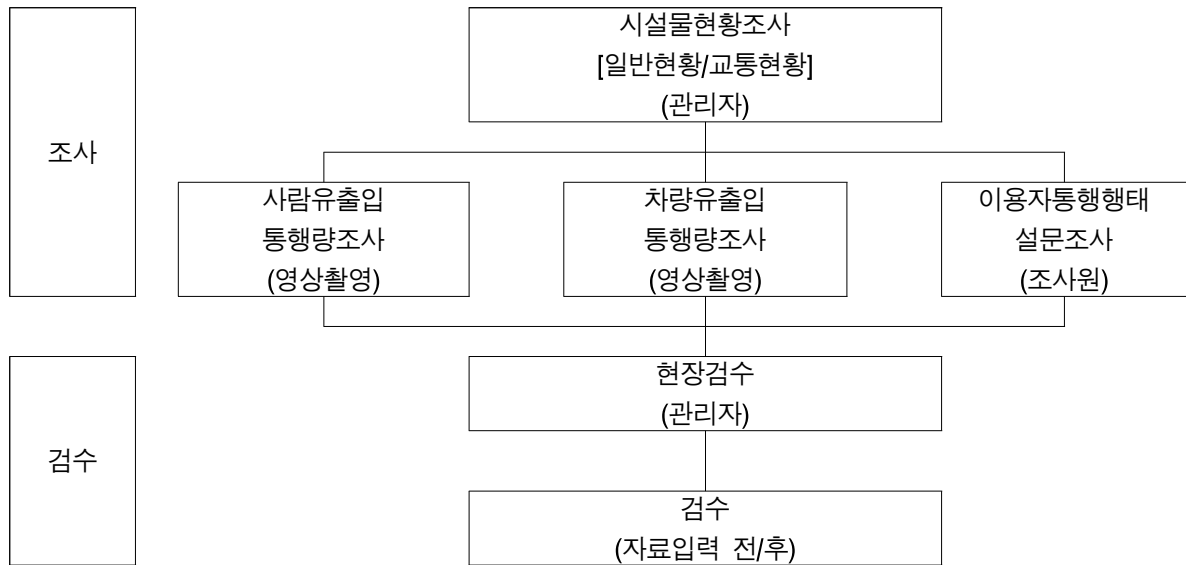 조사
시설물현황조사
[일반현황/교통현황]
(관리자)
사람유출입
통행량조사
(영상촬영)
차량유출입
통행량조사
(영상촬영)
이용자통행행태
설문조사
(조사원)
검수
현장검수
(관리자)
검수
(자료입력 전/후)